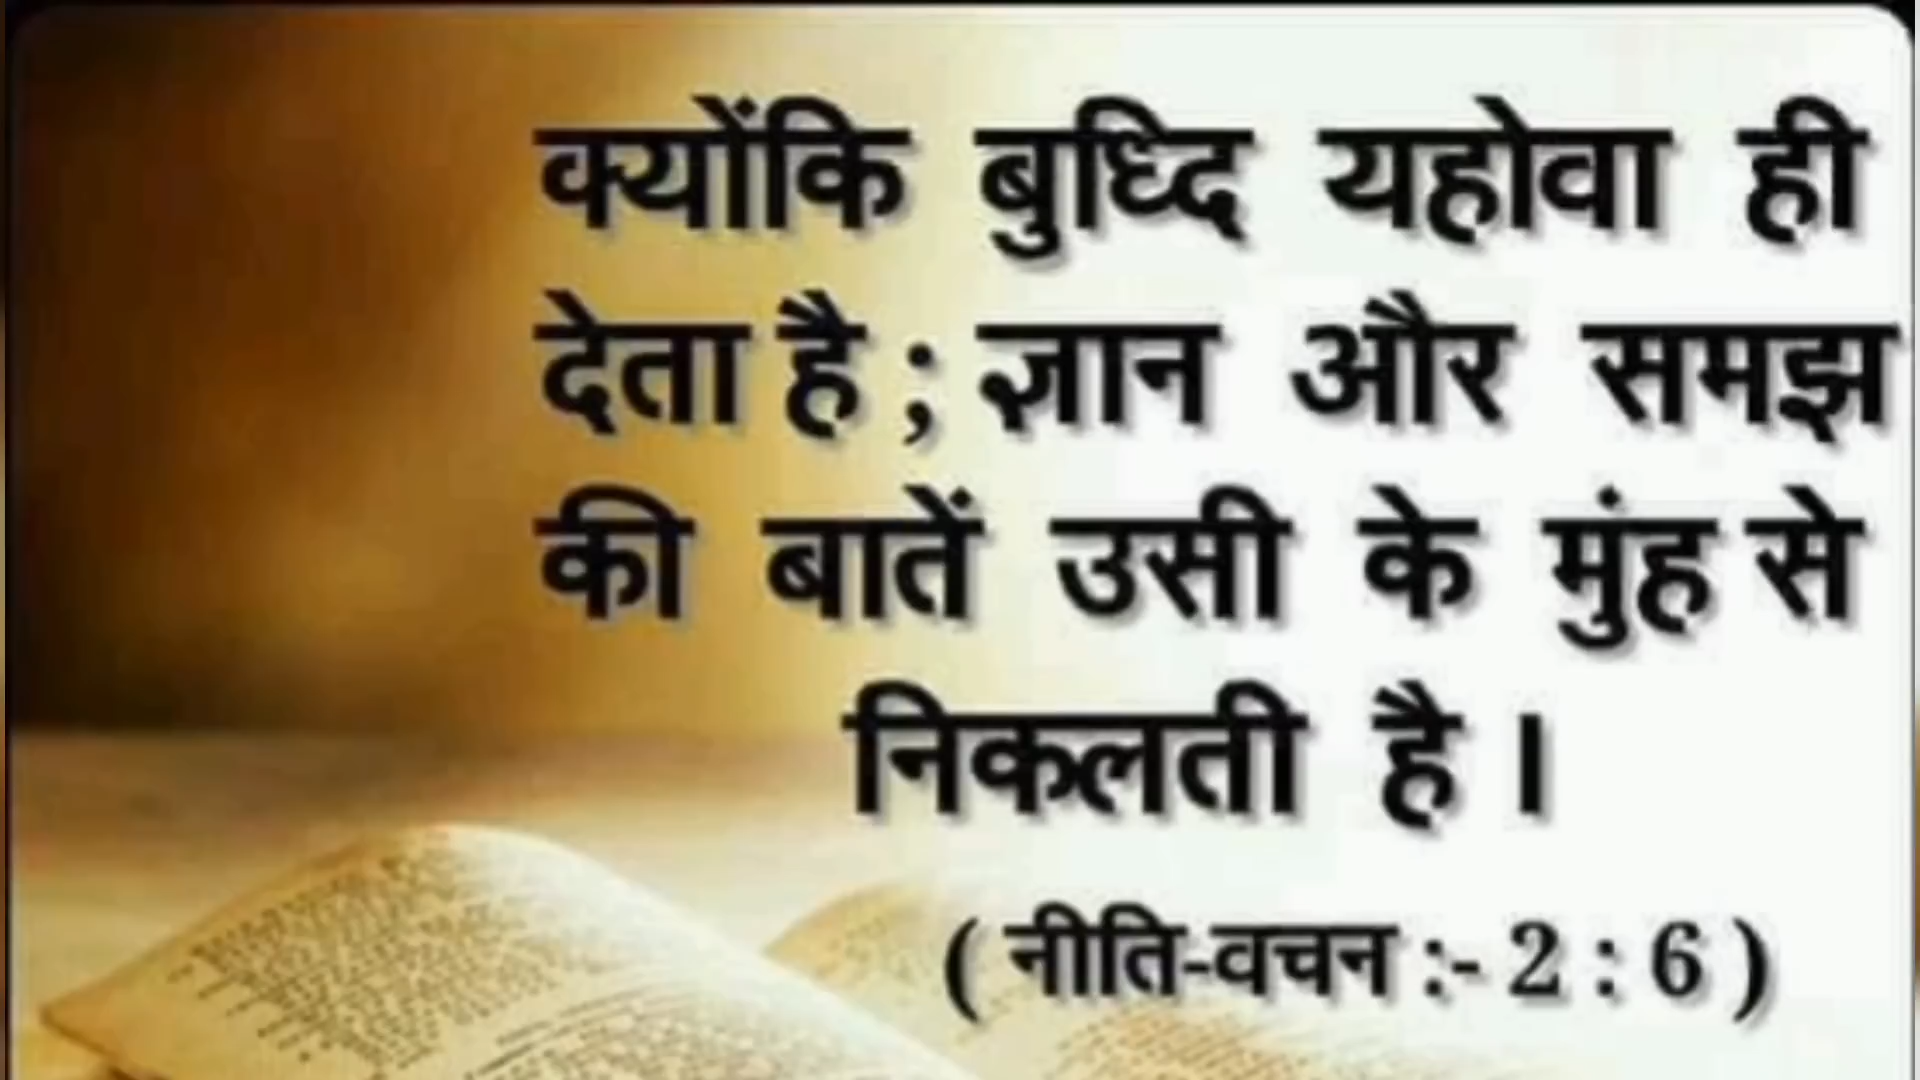 क्योंकि बुध्दि यहोवा ही
देता है ; ज्ञान और समझ
की बातें उसी के मुंह से
निकलती है ।
( नीति-वचन :- 2 : 6 )